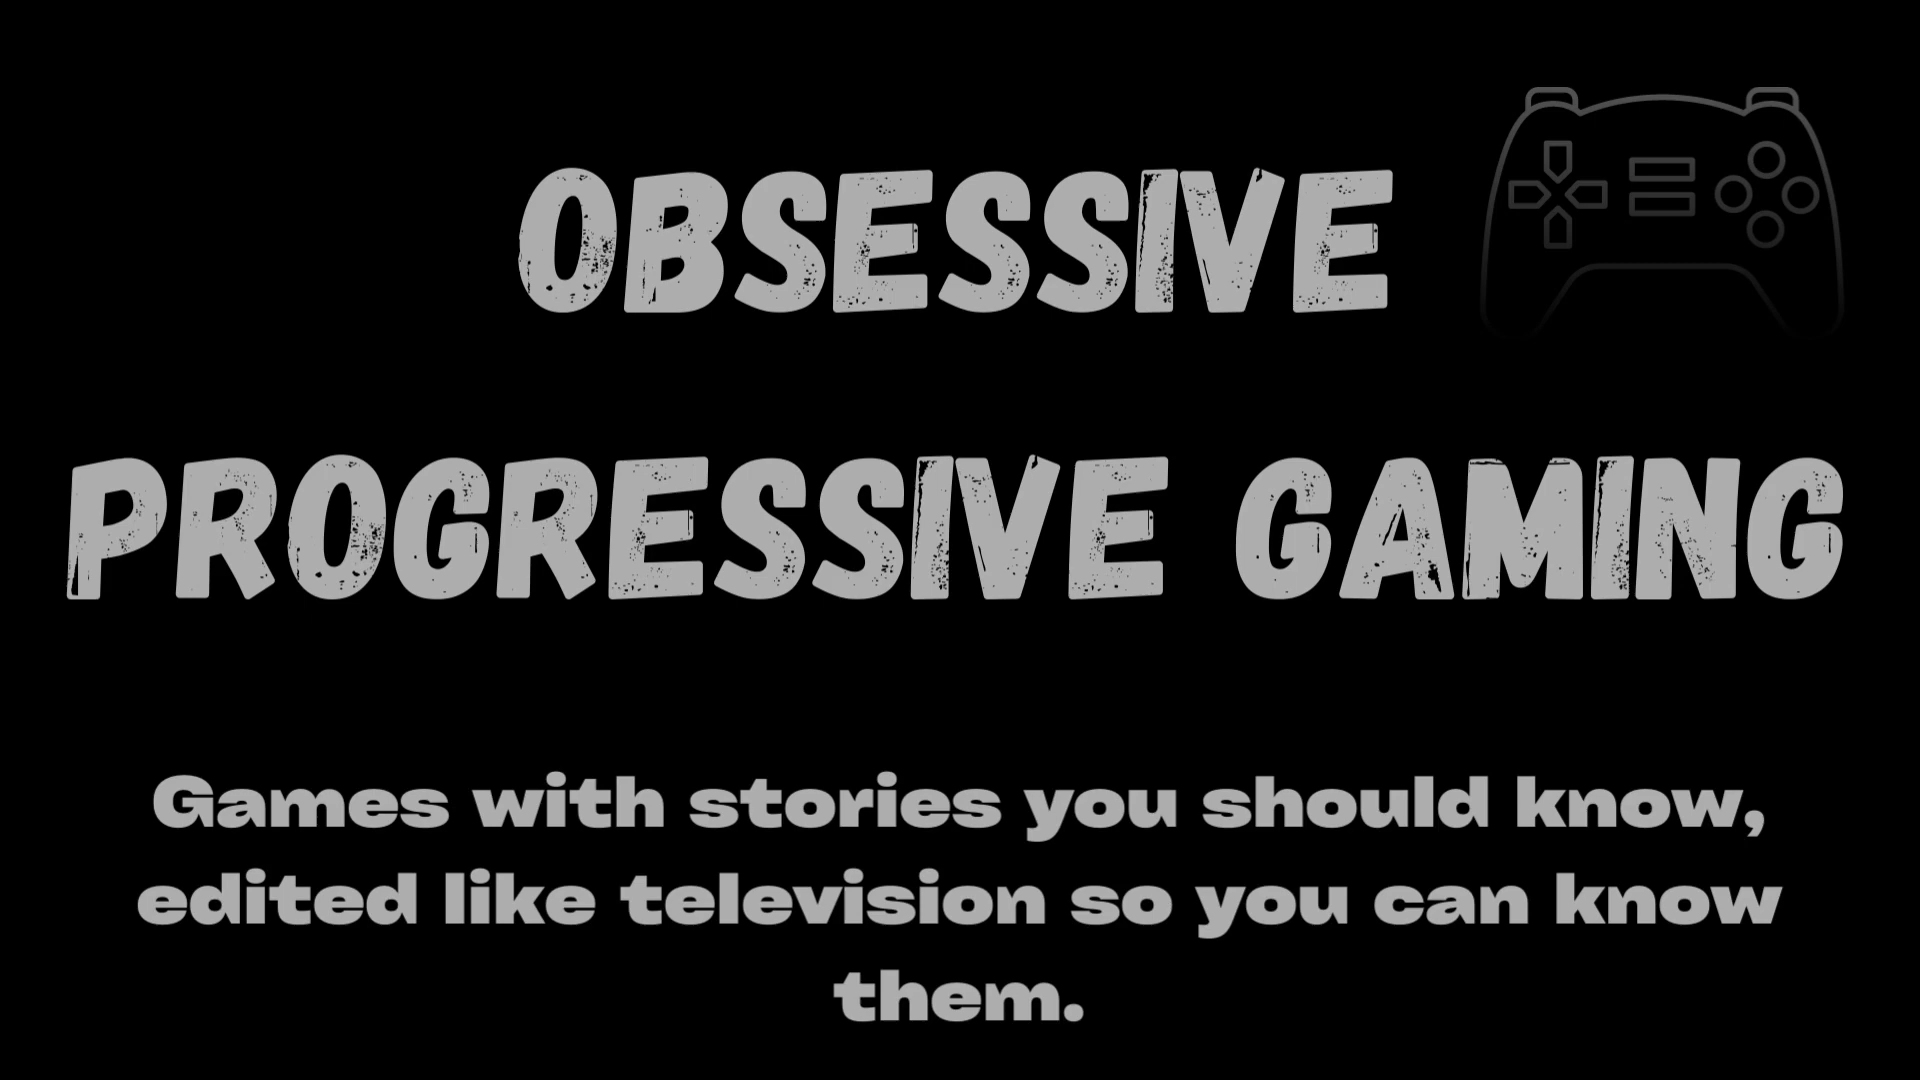 OBSESSIVE
PROGRESSIVE GAMING
Games with stories you should know,
edited like television so you can know
them.